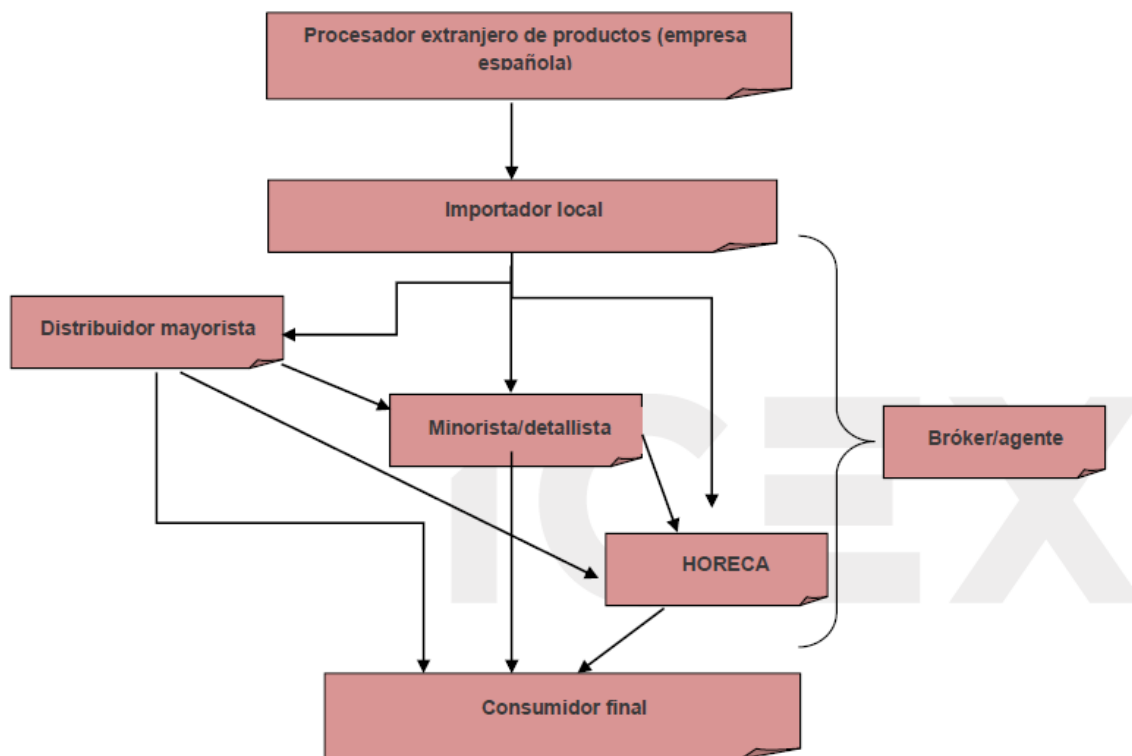 Procesador extranjero de productos (empresa
española)
Importador local
Distribuidor mayorista
Minorista/detallista
Bróker/agente
HORECA
Consumidor final
ICEX